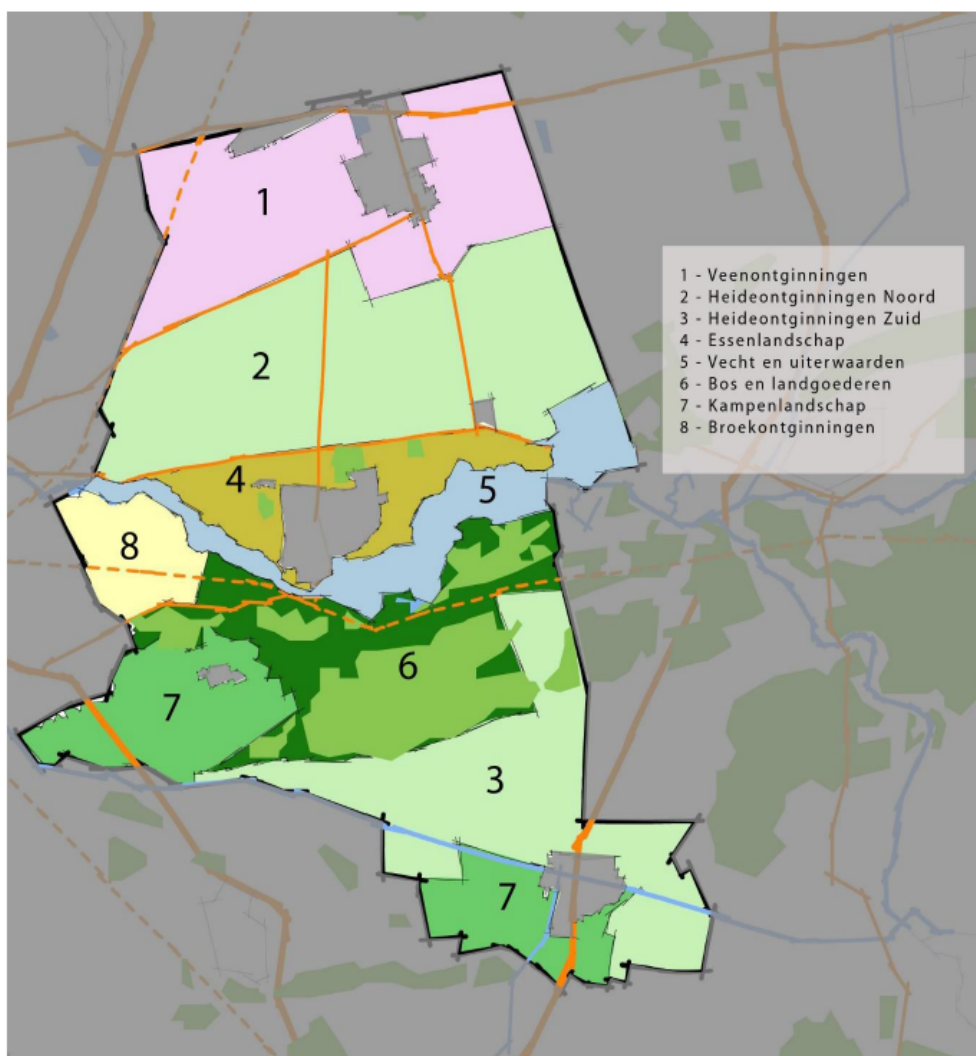 1
1 - Veenontginningen
2 - Heideontginningen Noord
3 - Heideontginningen Zuid
4 - Essenlandschap
5 - Vecht en uiterwaarden
6 - Bos en landgoederen
7 - Kampenlandschap
8 - Broekontginningen
2
4
5
8
6
7
3
7